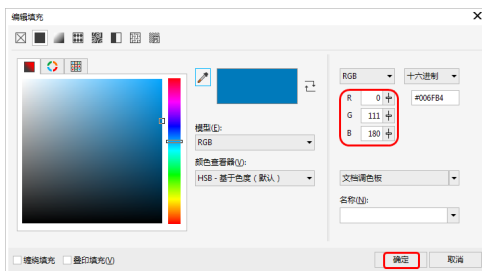 编辑填充
RGB
十六进制
R 0
#006FB4
G 111
B 180
模型(E):
RGB
颜色查看器(V):
HSB - 基于色度（默认）
文档调色板
名称(N):
缠绕填充
叠印填充(V)
确定
取消